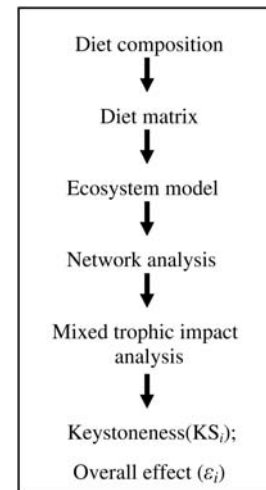 Diet composition
Diet matrix
Ecosystem model
Network analysis
Mixed trophic impact
analysis
Keystoneness(KSᵢ);
Overall effect (εᵢ)